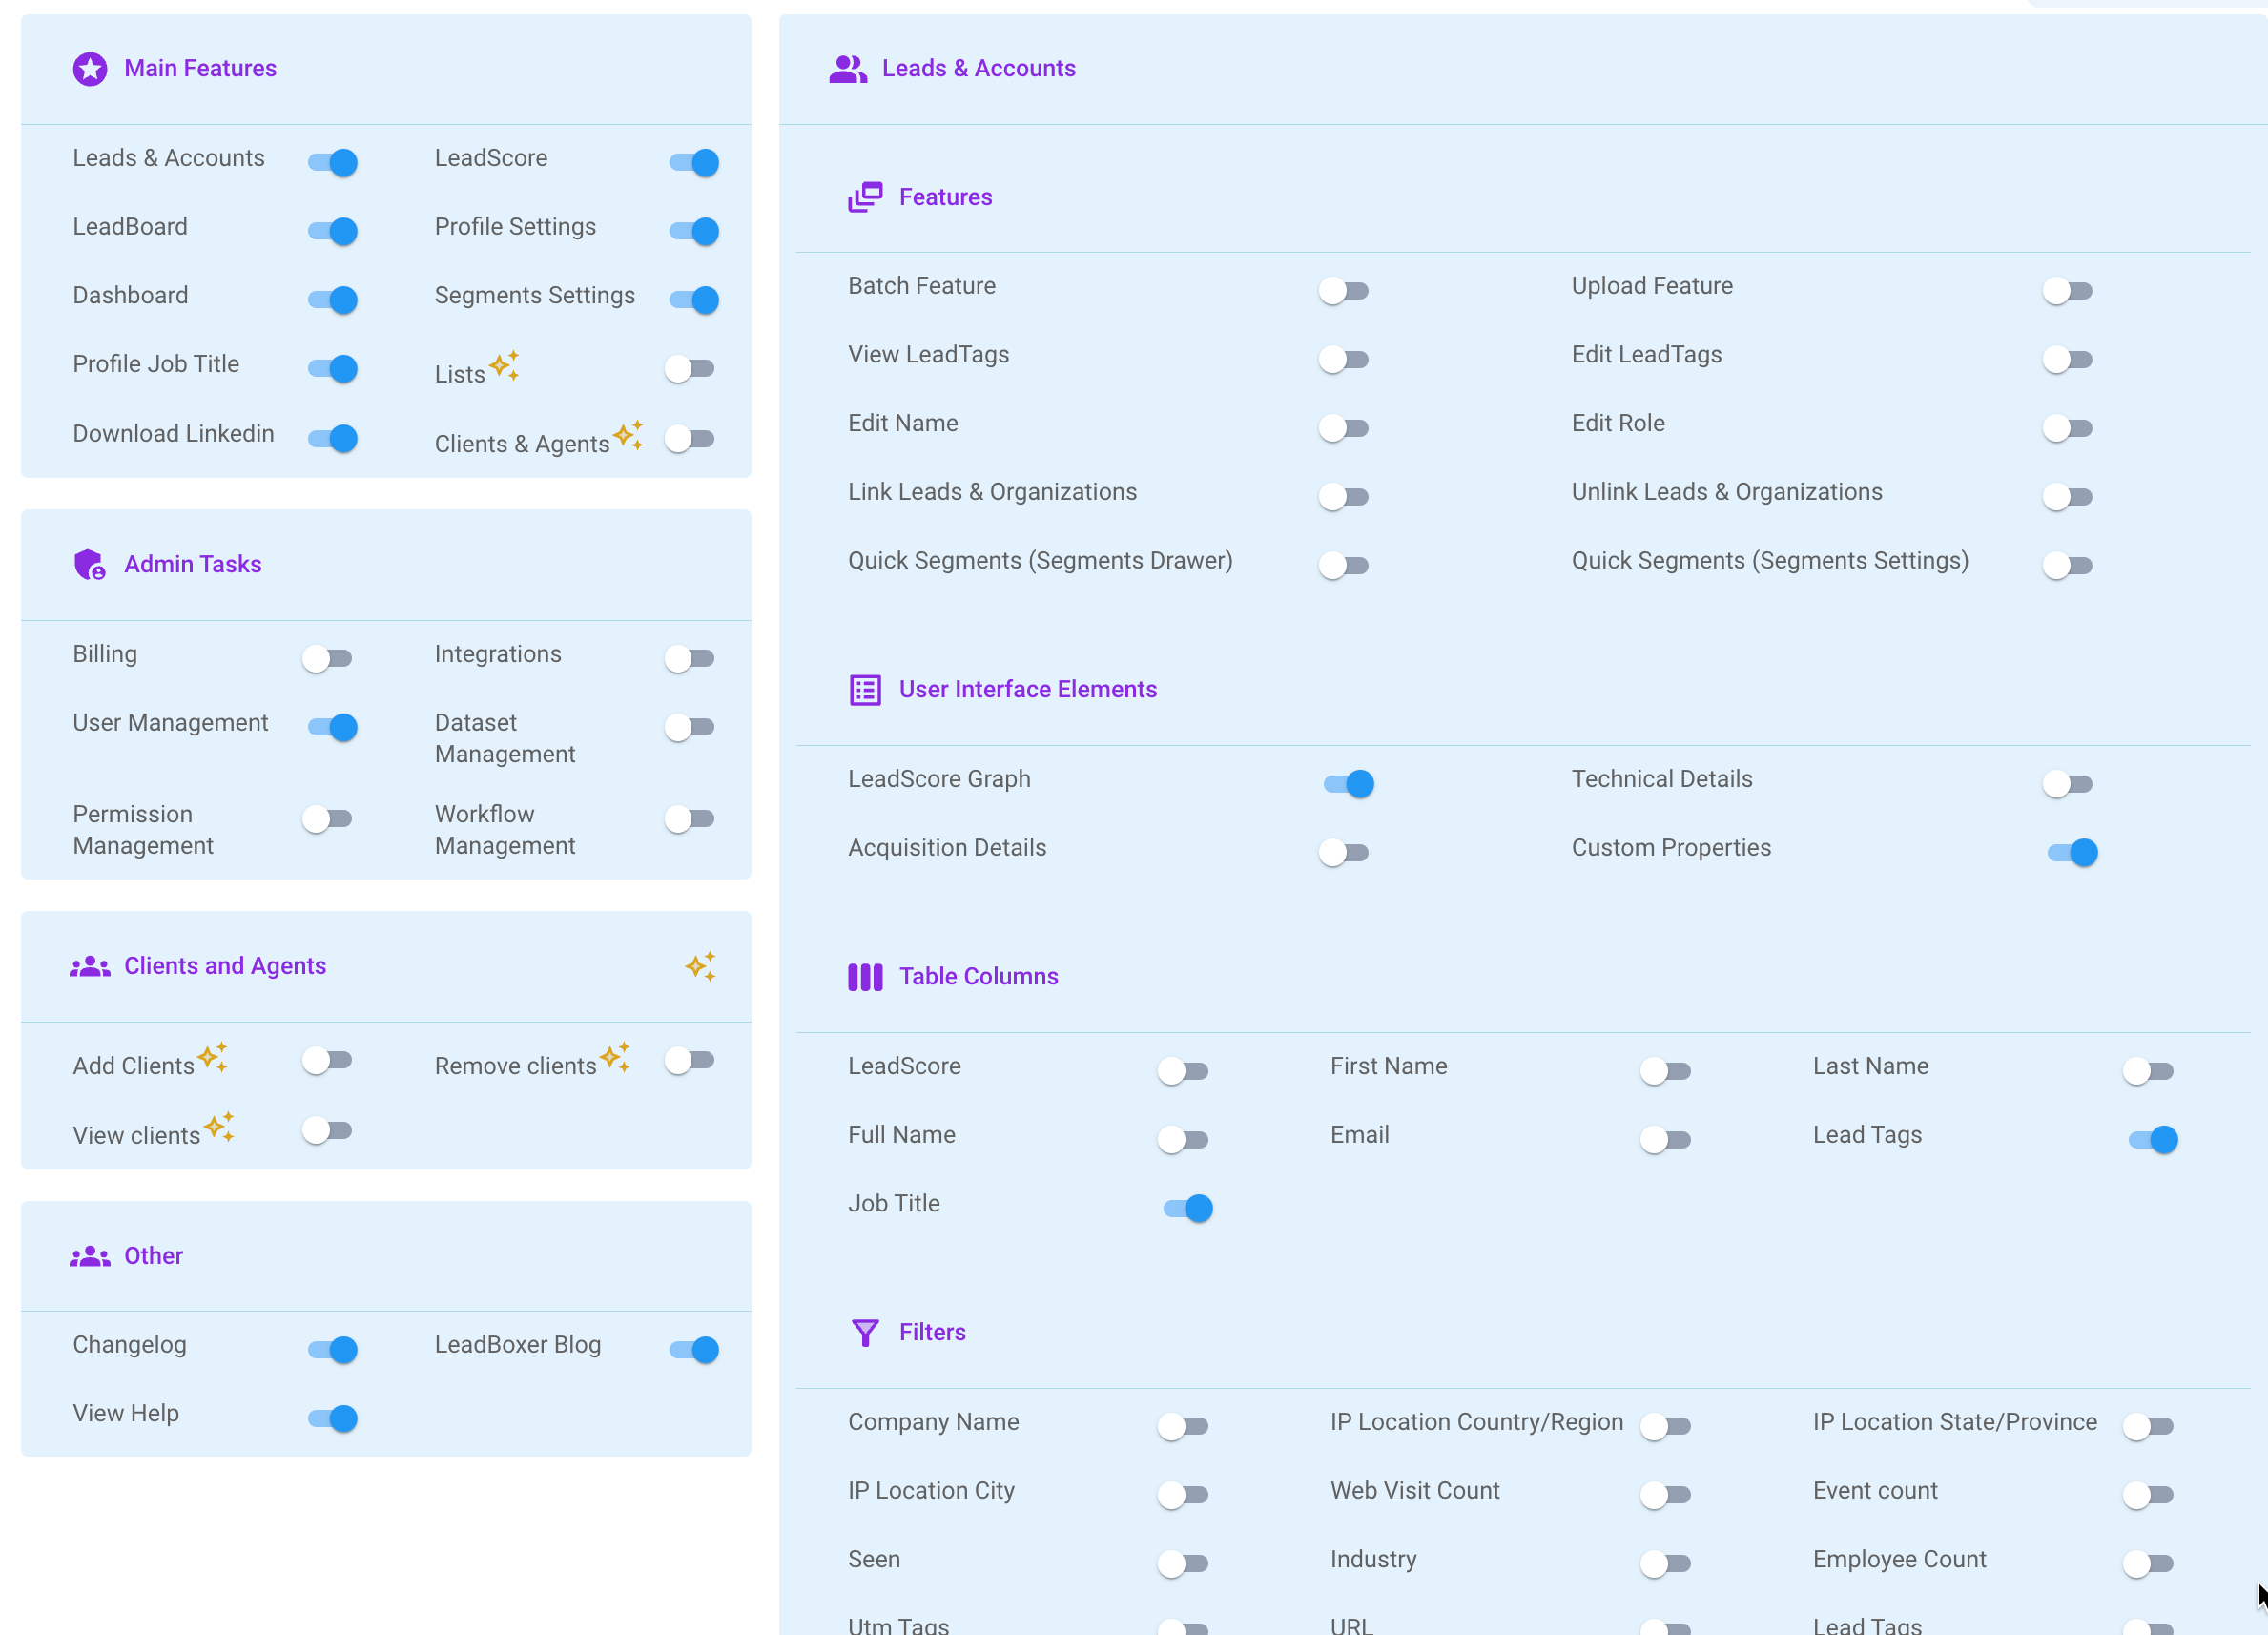 Main Features
Leads & Accounts
LeadScore
LeadBoard
Profile Settings
Dashboard
Segments Settings
Profile Job Title
Lists
Download Linkedin
Clients & Agents
Admin Tasks
Billing
Integrations
User Management
Dataset
Management
Permission
Management
Workflow
Management
Clients and Agents
Add Clients
Remove clients
View clients
Other
Changelog
LeadBoxer Blog
View Help
Leads & Accounts
Features
Batch Feature
Upload Feature
View LeadTags
Edit LeadTags
Edit Name
Edit Role
Link Leads & Organizations
Unlink Leads & Organizations
Quick Segments (Segments Drawer)
Quick Segments (Segments Settings)
User Interface Elements
LeadScore Graph
Technical Details
Acquisition Details
Custom Properties
Table Columns
LeadScore
First Name
Last Name
Full Name
Email
Lead Tags
Job Title
Filters
Company Name
IP Location Country/Region
IP Location State/Province
IP Location City
Web Visit Count
Event count
Seen
Industry
Employee Count
Utm Tags
URL
Lead Tags